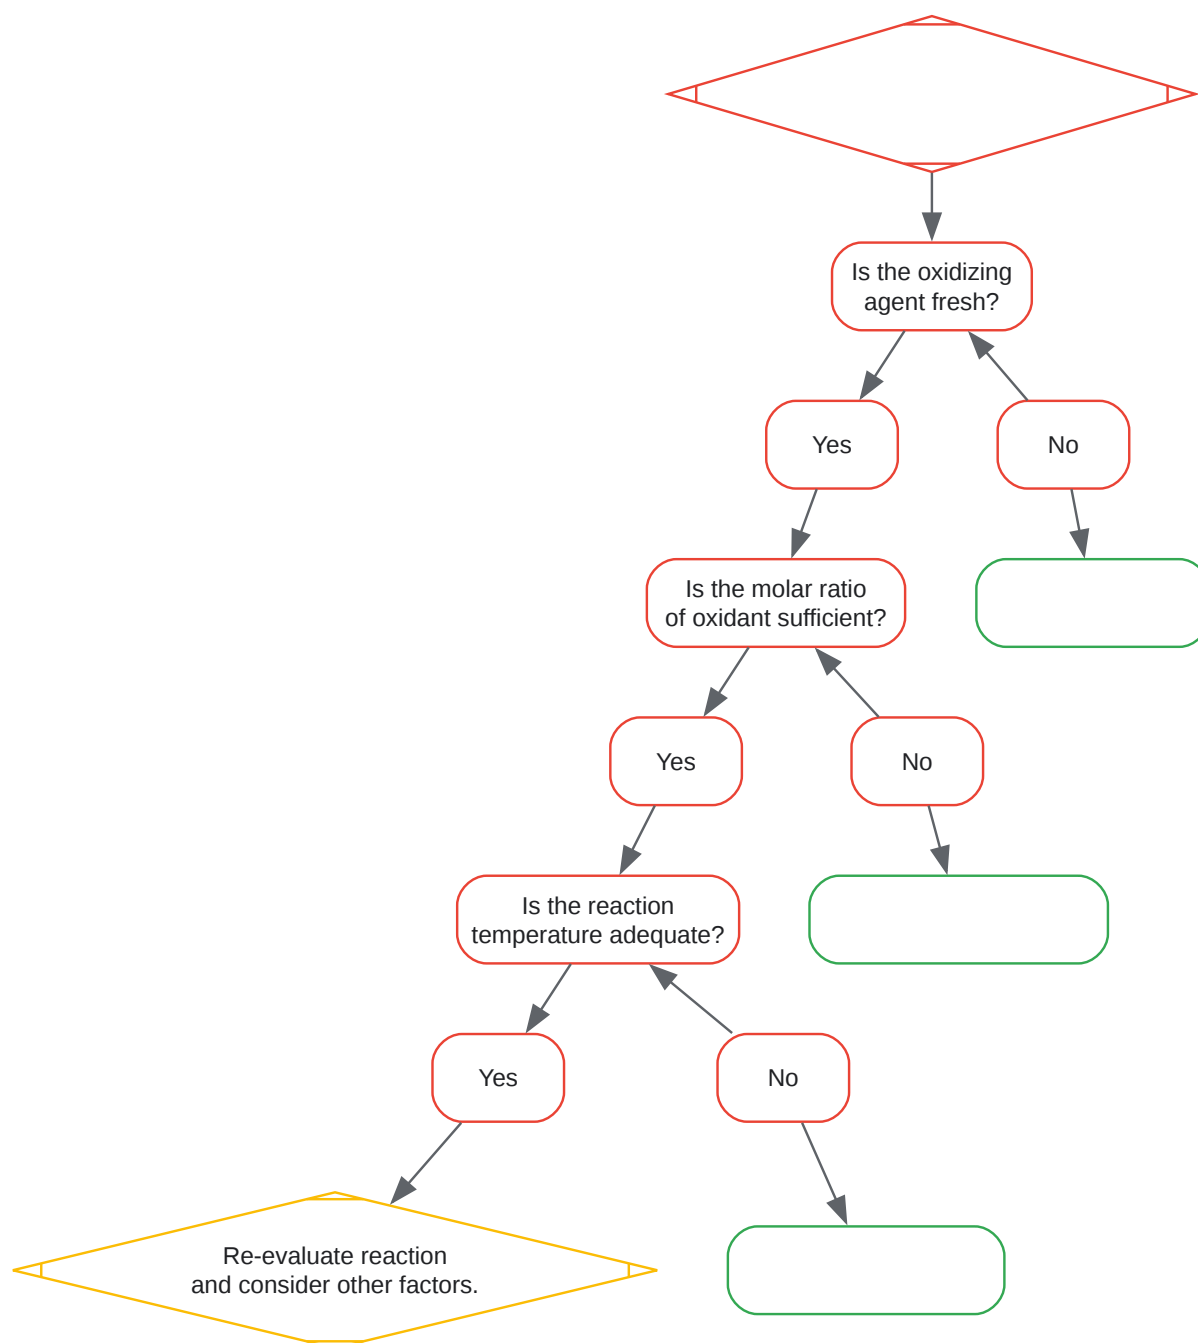 Is the oxidizing
agent fresh?
Yes
No
Is the molar ratio
of oxidant sufficient?
Yes
No
Is the reaction
temperature adequate?
Yes
No
Re-evaluate reaction
and consider other factors.